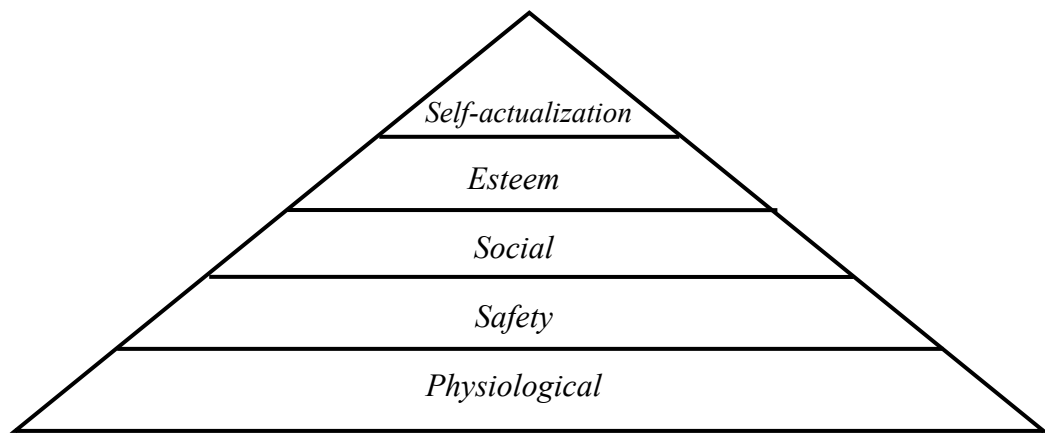 Self-actualization
Esteem
Social
Safety
Physiological